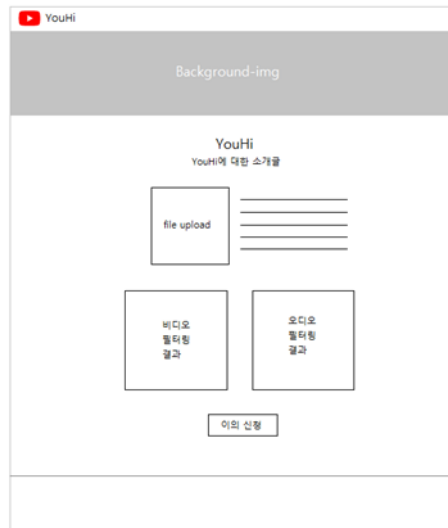 YouHi
Background-img
YouHi
YouHi에 대한 소개글
file upload
비디오
필터링
결과
오디오
필터링
결과
이의 신청